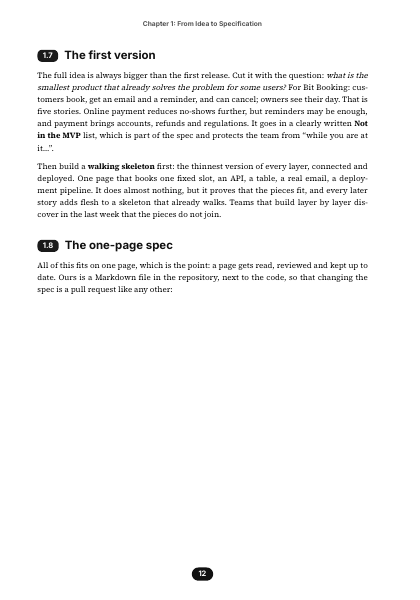 Chapter 1: From Idea to Specification
1.7 The first version
The full idea is always bigger than the first release. Cut it with the question: what is the
smallest product that already solves the problem for some users? For Bit Booking: cus-
tomers book, get an email and a reminder, and can cancel; owners see their day. That is
five stories. Online payment reduces no-shows further, but reminders may be enough,
and payment brings accounts, refunds and regulations. It goes in a clearly written Not
in the MVP list, which is part of the spec and protects the team from “while you are at
it...”.
Then build a walking skeleton first: the thinnest version of every layer, connected and
deployed. One page that books one fixed slot, an API, a table, a real email, a deploy-
ment pipeline. It does almost nothing, but it proves that the pieces fit, and every later
story adds flesh to a skeleton that already walks. Teams that build layer by layer dis-
cover in the last week that the pieces do not join.
1.8 The one-page spec
All of this fits on one page, which is the point: a page gets read, reviewed and kept up to
date. Ours is a Markdown file in the repository, next to the code, so that changing the
spec is a pull request like any other:
12